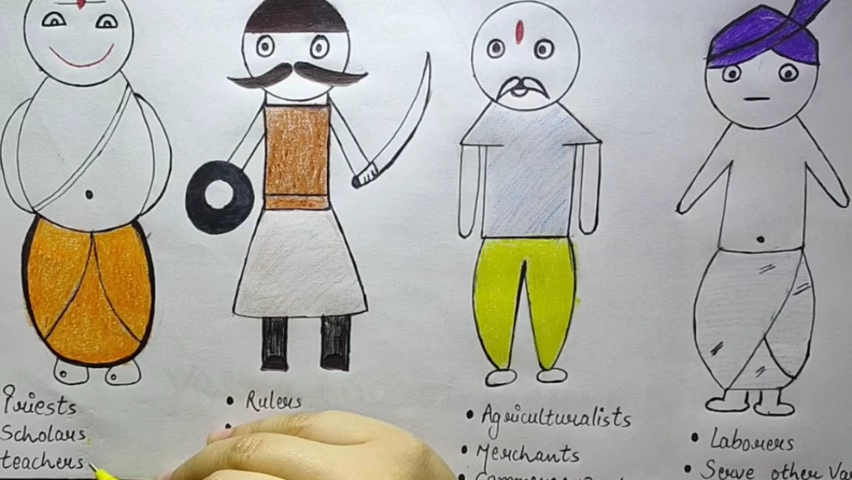 Priests
Scholars
teachers
• Rulers
• Agriculturalists
• Merchants
• Laborers
• Serve other